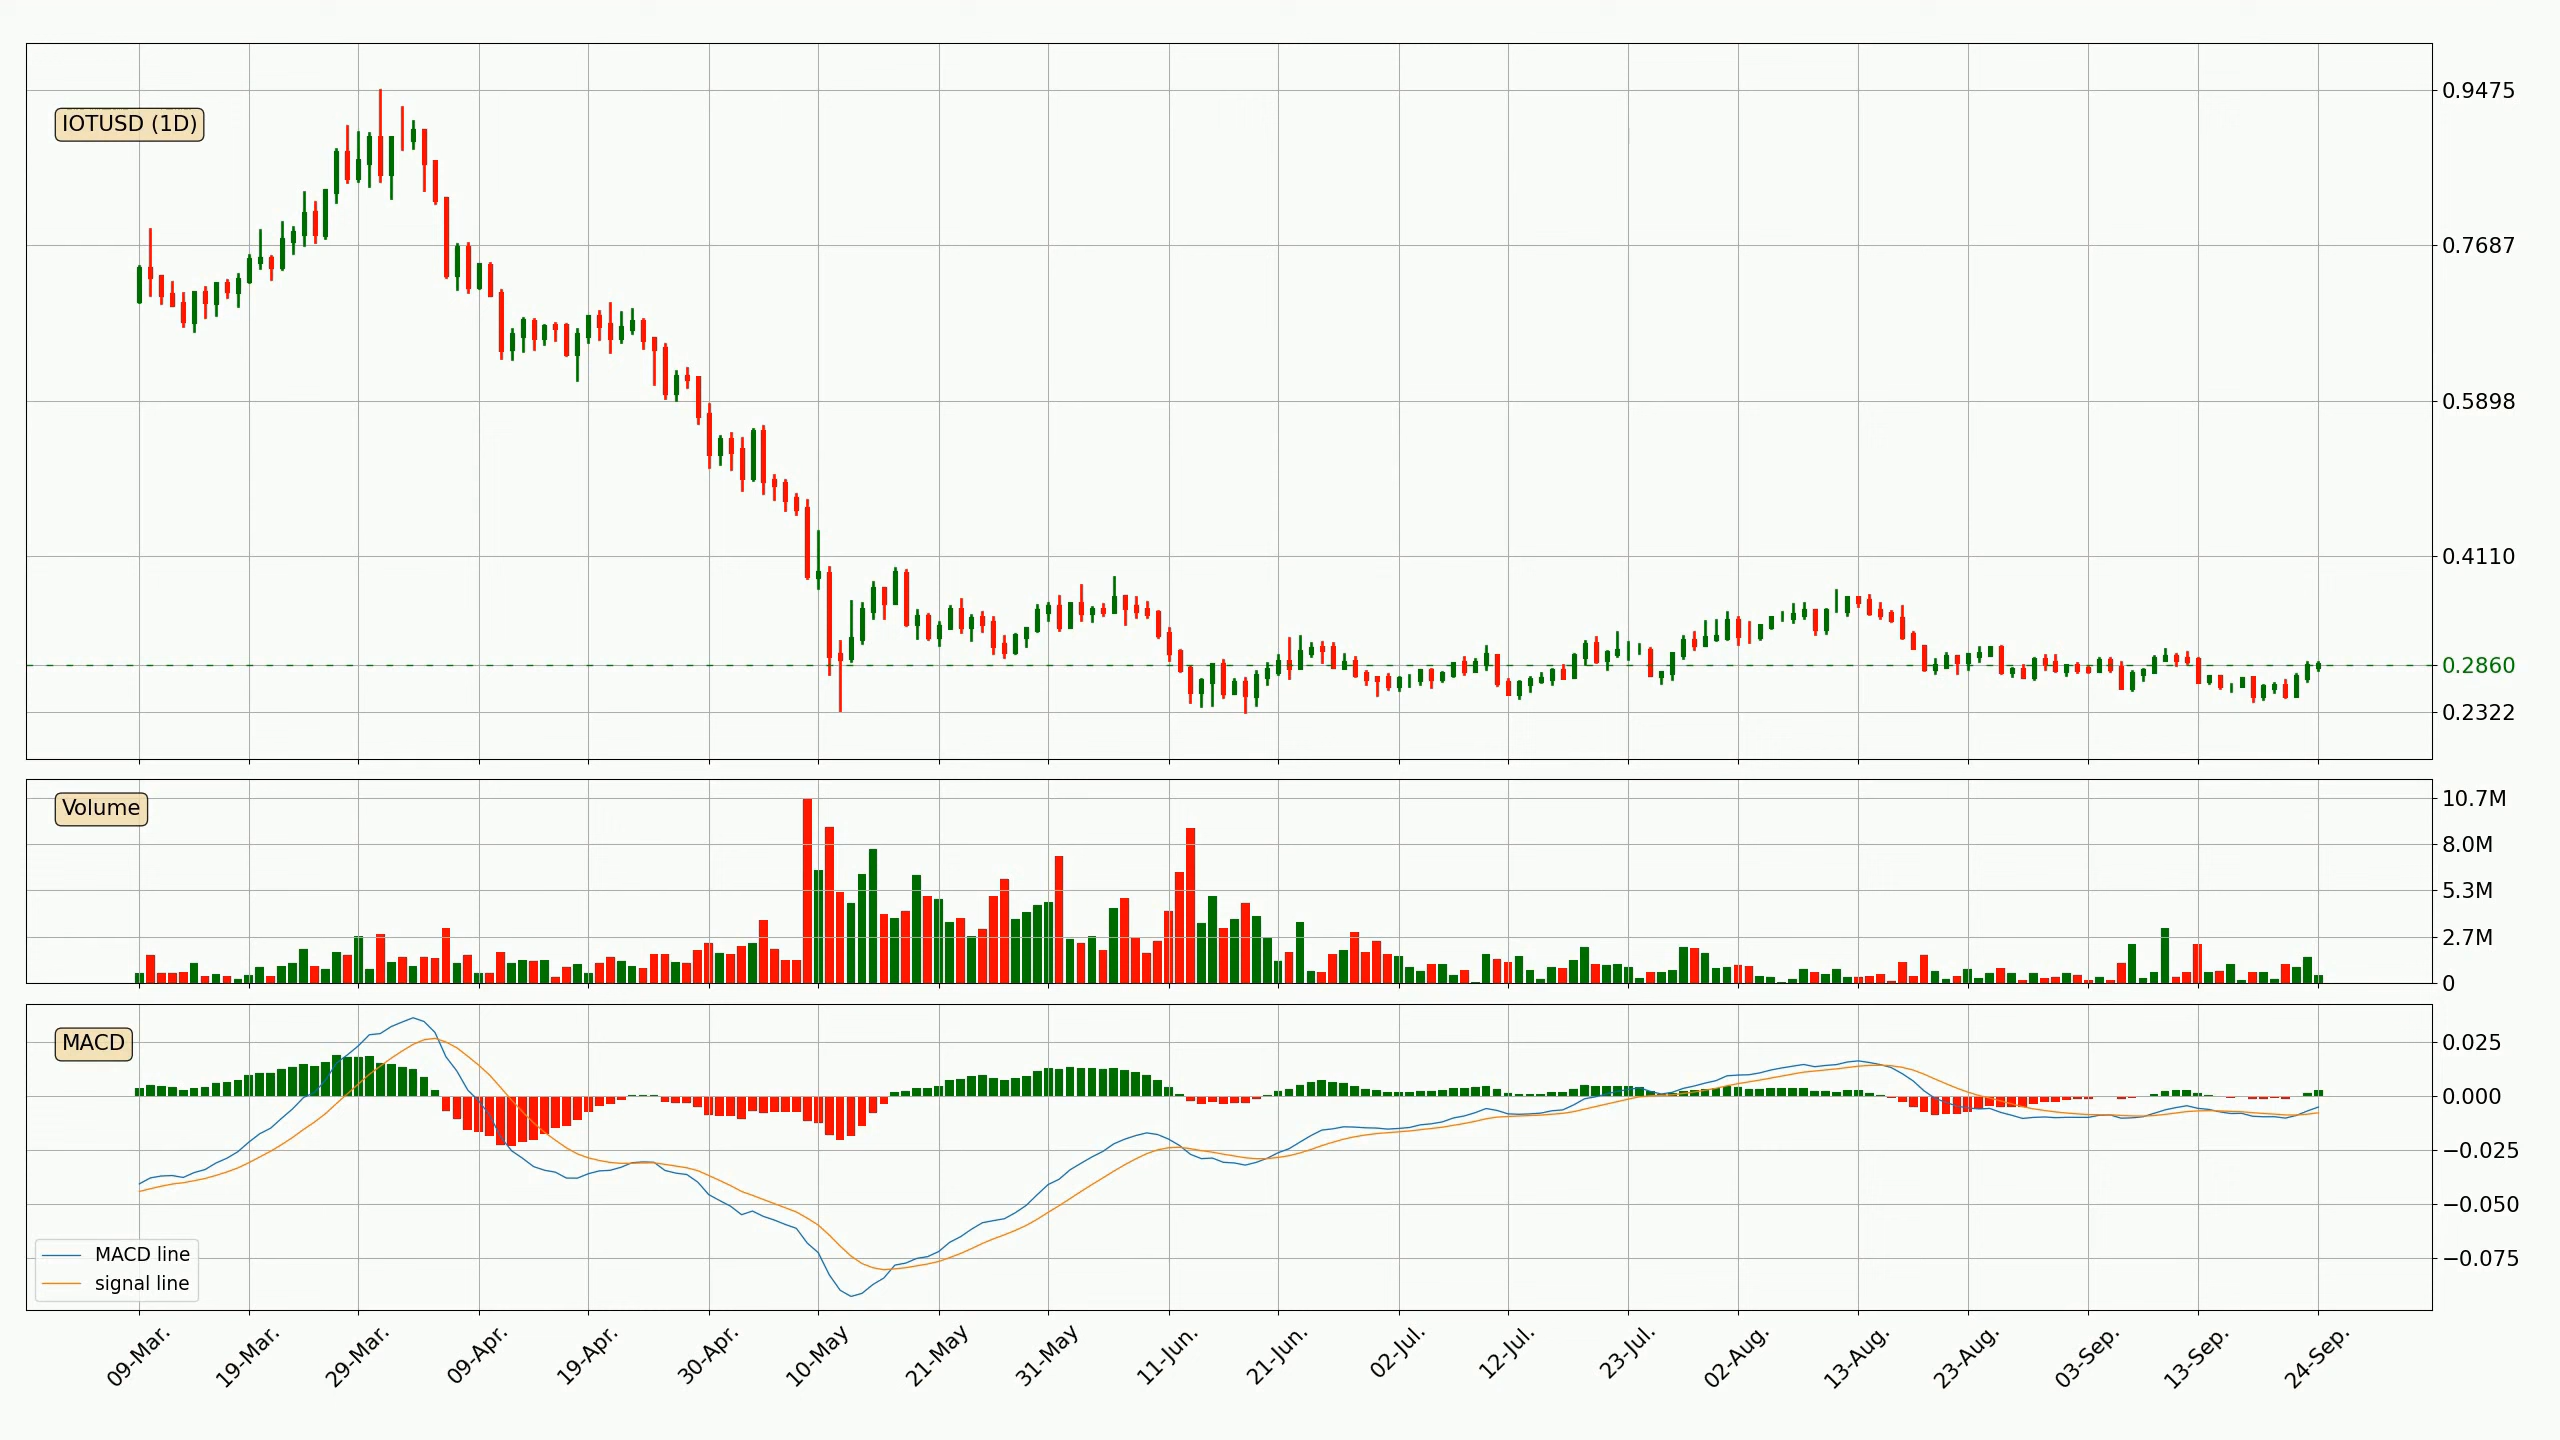 IOTUSD (1D)
0.9475
0.7687
0.5898
0.4110
0.2860
0.2322
Volume
10.7M
8.0M
5.3M
2.7M
0
MACD
0.025
0.000
−0.025
−0.050
−0.075
MACD line
signal line
09-Mar.
19-Mar.
29-Mar.
09-Apr.
19-Apr.
30-Apr.
10-May
21-May
31-May
11-Jun.
21-Jun.
02-Jul.
12-Jul.
23-Jul.
02-Aug.
13-Aug.
23-Aug.
03-Sep.
13-Sep.
24-Sep.